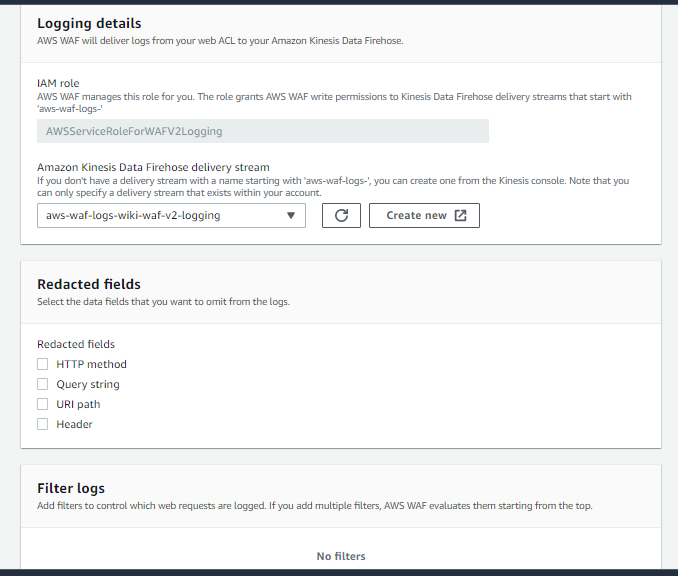 Logging details
AWS WAF will deliver logs from your web ACL to your Amazon Kinesis Data Firehose.
IAM role
AWS WAF manages this role for you. The role grants AWS WAF write permissions to Kinesis Data Firehose delivery streams that start with
'aws-waf-logs-'
AWSServiceRoleForWAFV2Logging
Amazon Kinesis Data Firehose delivery stream
If you don't have a delivery stream with a name starting with 'aws-waf-logs-', you can create one from the Kinesis console. Note that you
can only specify a delivery stream that exists within your account.
aws-waf-logs-wiki-waf-v2-logging
Create new
Redacted fields
Select the data fields that you want to omit from the logs.
Redacted fields
HTTP method
Query string
URI path
Header
Filter logs
Add filters to control which web requests are logged. If you add multiple filters, AWS WAF evaluates them starting from the top.
No filters